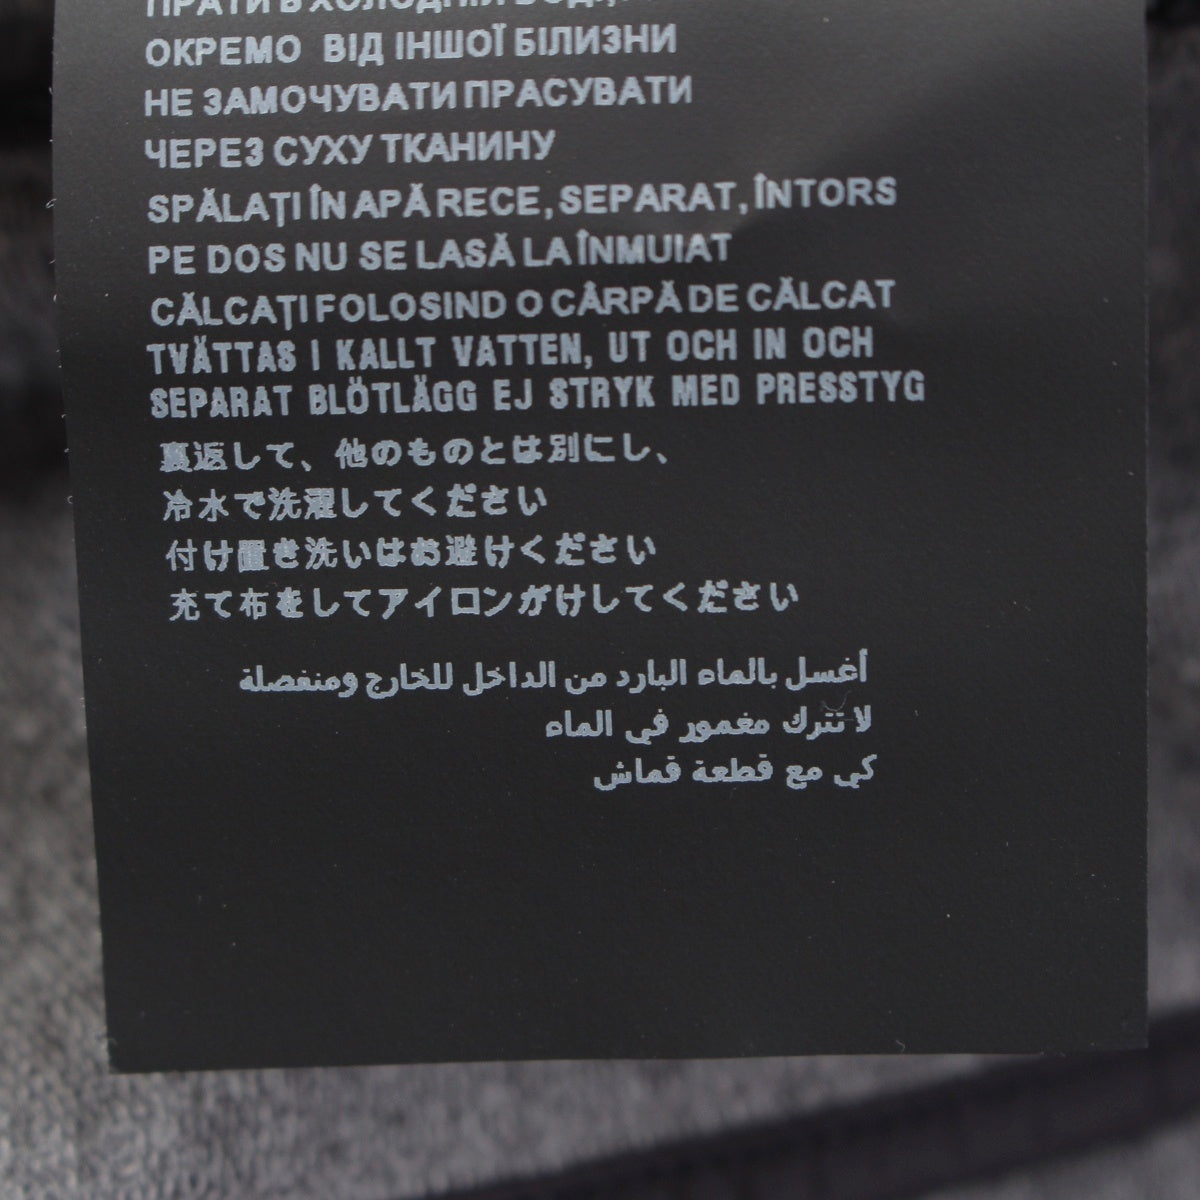 ПРАТИ В ХОЛОДНІЙ ВОДІ,
ОКРЕМО ВІД ІНШОЇ БІЛИЗНИ
НЕ ЗАМОЧУВАТИ ПРАСУВАТИ
ЧЕРЕЗ СУХУ ТКАНИНУ
SPĂLAȚI ÎN APĂ RECE, SEPARAT, ÎNTORS
PE DOS NU SE LASĂ LA ÎNMUIAT
CĂLCAȚI FOLOSIND O CÂRPĂ DE CĂLCAT
TVÄTTAS I KALLT VATTEN, UT OCH IN OCH
SEPARAT BLÖTLÄGG EJ STRYK MED PRESSTYG
裏返して、他のものとは別にし、
冷水で洗濯してください
付け置き洗いはお避けください
充て布をしてアイロンがけしてください
أغسل بالماه البارد من الداخل للخارج ومنفصلة
لا تترك مغمور في الماه
كي مع قطعة قماش